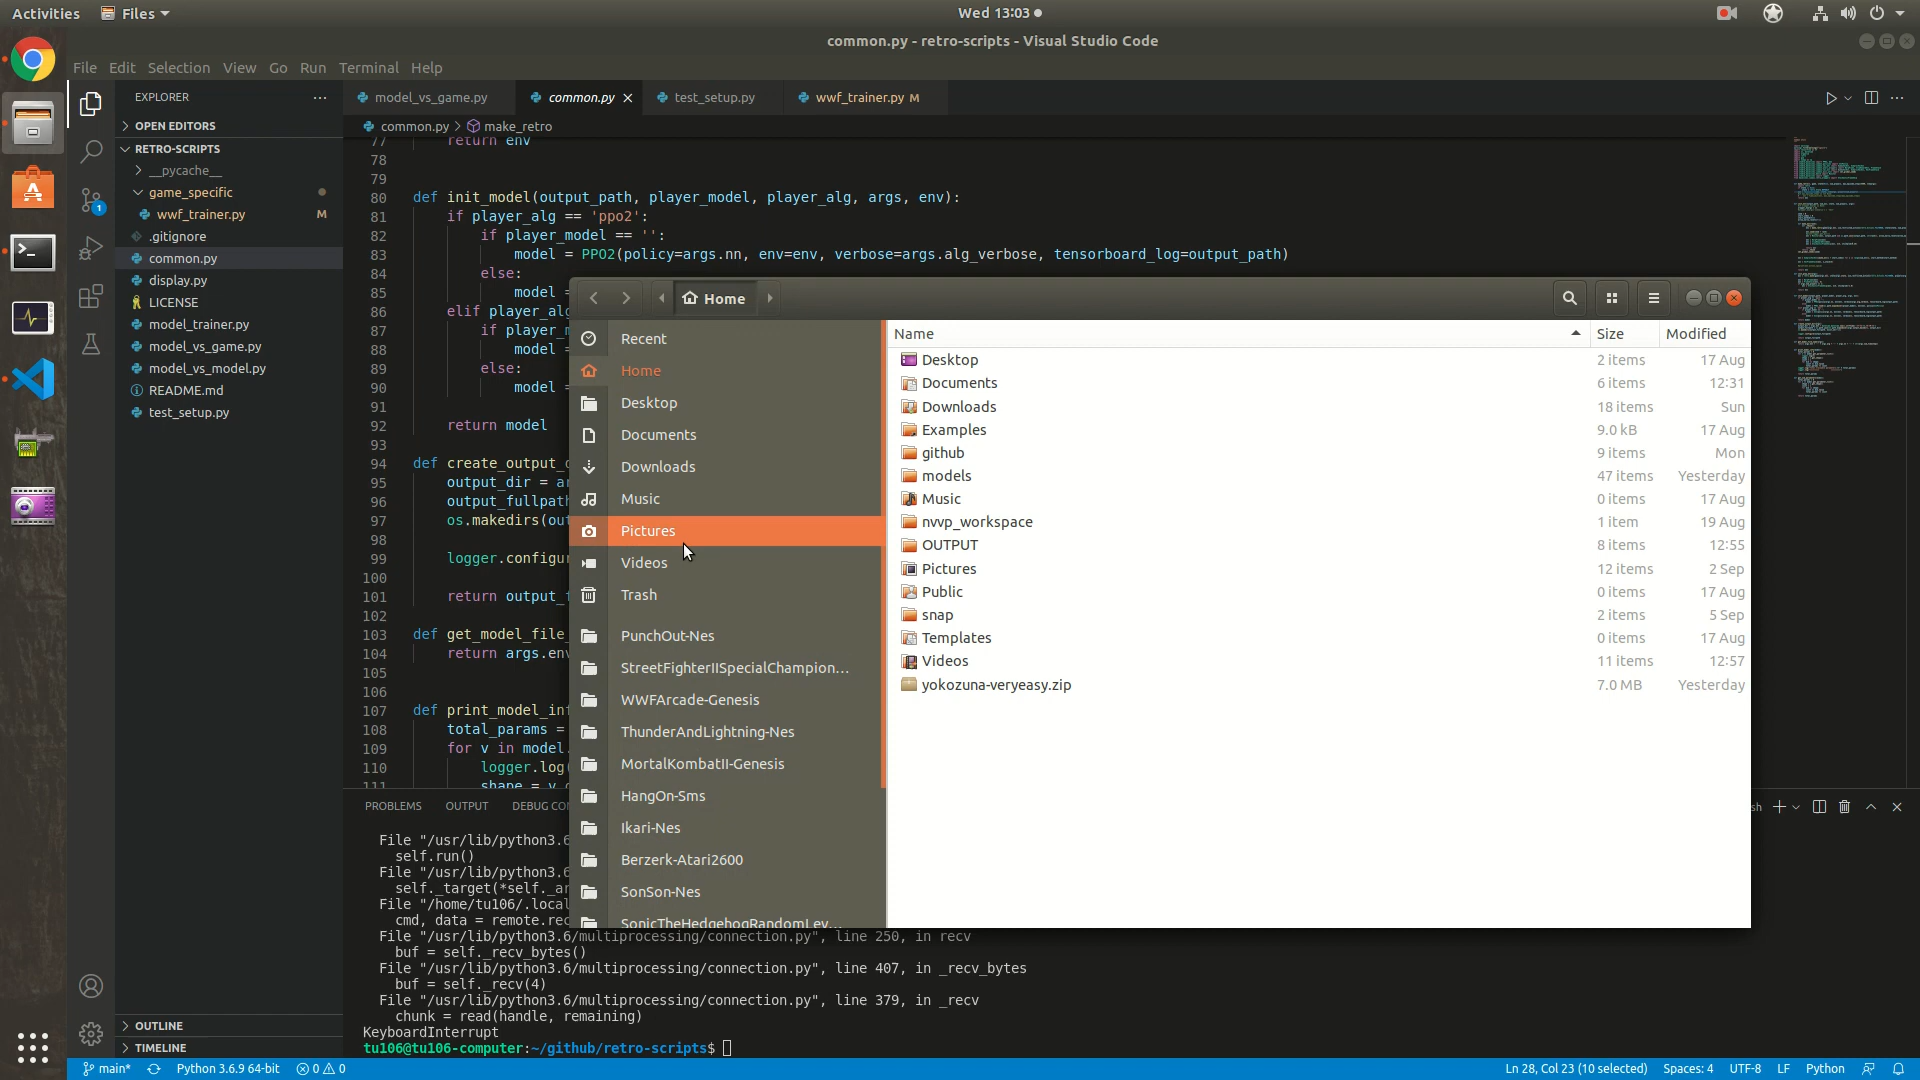 Activities
Files
Wed 13:03
common.py - retro-scripts - Visual Studio Code
File Edit Selection View Go Run Terminal Help
EXPLORER
OPEN EDITORS
RETRO-SCRIPTS
__pycache__
game_specific
wwf_trainer.py M
.gitignore
common.py
display.py
LICENSE
model_trainer.py
model_vs_game.py
model_vs_model.py
README.md
test_setup.py
OUTLINE
TIMELINE
1
model_vs_game.py
common.py
test_setup.py
wwf_trainer.py M
common.py > make_retro
77 return env
78
79
80 def init_model(output_path, player_model, player_alg, args, env):
81 if player_alg == 'ppo2':
82 if player_model == '':
83 model = PPO2(policy=args.nn, env=env, verbose=args.alg_verbose, tensorboard_log=output_path)
84 else:
85 model =
86 elif player_alg
87 if player_m
88 model =
89 else:
90 model =
91
92 return model
93
94 def create_output_
95 output_dir = a
96 output_fullpath
97 os.makedirs(ou
98
99 logger.configu
100
101 return output_
102
103 def get_model_file_
104 return args.env
105
106
107 def print_model_in
108 total_params =
109 for v in model.
110 logger.log(
111 shape = v.
Home
Recent
Home
Desktop
Documents
Downloads
Music
Pictures
Videos
Trash
PunchOut-Nes
StreetFighterIISpecialChampion...
WWFArcade-Genesis
ThunderAndLightning-Nes
MortalKombatII-Genesis
HangOn-Sms
Ikari-Nes
Berzerk-Atari2600
SonSon-Nes
SonicTheHedgehogRandomLev...
Name Size Modified
Desktop 2 items 17 Aug
Documents 6 items 12:31
Downloads 18 items Sun
Examples 9.0 kB 17 Aug
github 9 items Mon
models 47 items Yesterday
Music 0 items 17 Aug
nvvp_workspace 1 item 19 Aug
OUTPUT 8 items 12:55
Pictures 12 items 2 Sep
Public 0 items 17 Aug
snap 2 items 5 Sep
Templates 0 items 17 Aug
Videos 11 items 12:57
yokozuna-veryeasy.zip 7.0 MB Yesterday
PROBLEMS OUTPUT DEBUG CON
sh
File "/usr/lib/python3.6
self.run()
File "/usr/lib/python3.6
self._target(*self._ar
File "/home/tu106/.local
cmd, data = remote.rec
File "/usr/lib/python3.6/multiprocessing/connection.py", line 250, in recv
buf = self._recv_bytes()
File "/usr/lib/python3.6/multiprocessing/connection.py", line 407, in _recv_bytes
buf = self._recv(4)
File "/usr/lib/python3.6/multiprocessing/connection.py", line 379, in _recv
chunk = read(handle, remaining)
KeyboardInterrupt
tu106@tu106-computer:~/github/retro-scripts$
main* Python 3.6.9 64-bit 0 0 Ln 28, Col 23 (10 selected) Spaces: 4 UTF-8 LF Python